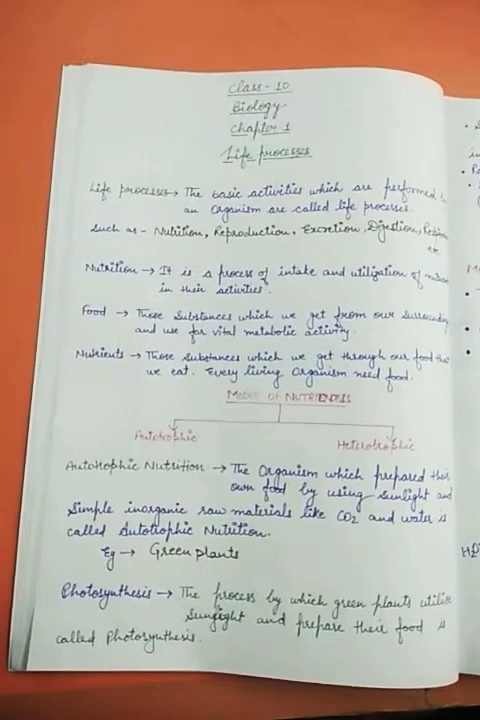 Class - 10
Biology
Chapter 1
Life processes
Life processes → The basic activities which are performed
an Organism are called life processes.
Such as - Nutrition, Reproduction, Excretion, Digestion,
etc
Nutrition → It is a process of intake and utilization of
in their activities.
Food → Those Substances which we get from our surrounding
and use for vital metabolic activity.
Nutrients → Those substances which we get through our food that
we eat. Every living Organism need food.
MODES OF
Autotrophic Heterotrophic
Autotrophic Nutrition → The Organism which prepared their
own food by using Sunlight and
Simple inorganic raw materials like CO2 and water is
called Autotrophic Nutrition.
Eg → Green plants
Photosynthesis → The process by which green plants utilise
Sunlight and prepare their food is
called Photosynthesis.